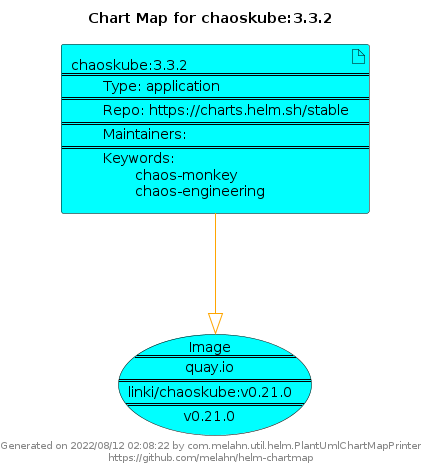 Chart Map for chaoskube:3.3.2
chaoskube:3.3.2
Type: application
Repo: https://charts.helm.sh/stable
Maintainers:
Keywords:
chaos-monkey
chaos-engineering
Image
quay.io
linki/chaoskube:v0.21.0
v0.21.0
Generated on 2022/08/12 02:08:22 by com.melahn.util.helm.PlantUmlChartMapPrinter
https://github.com/melahn/helm-chartmap